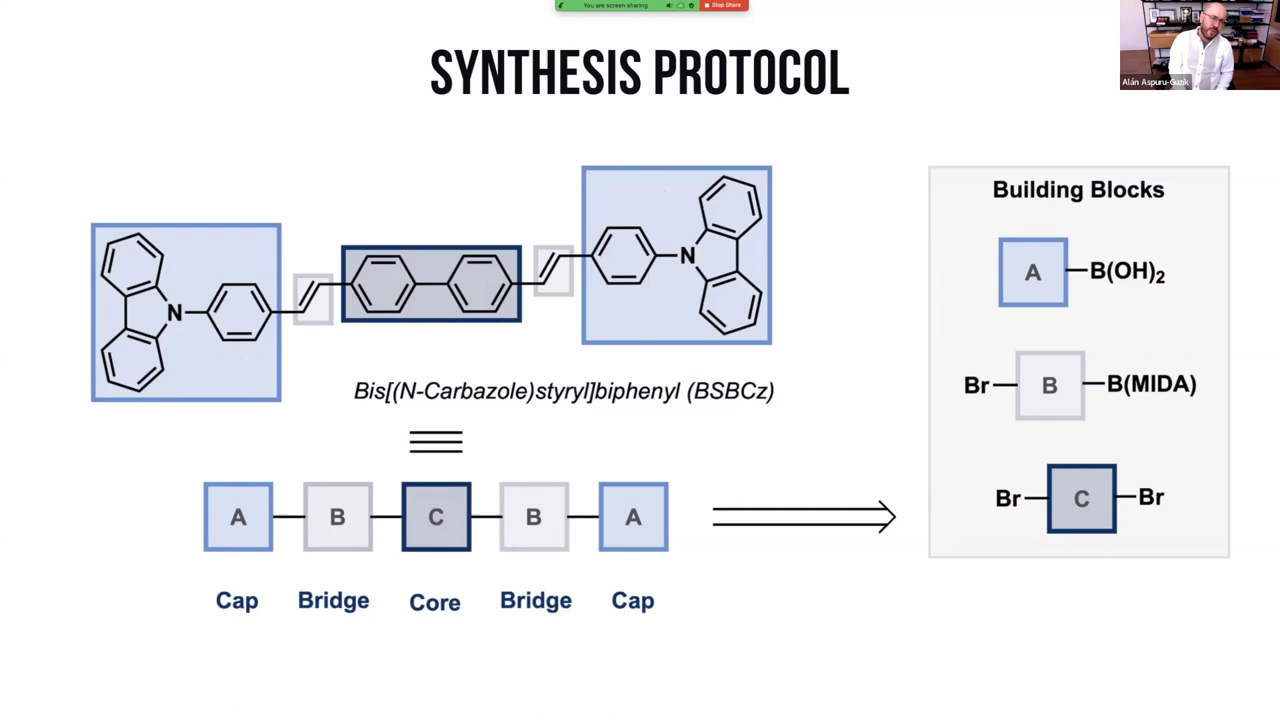 You are screen sharing
Stop Share
SYNTHESIS PROTOCOL
Alán Aspuru-Guzik
N
N
Bis[(N-Carbazole)styryl]biphenyl (BSBCz)
A B C B A
Cap Bridge Core Bridge Cap
Building Blocks
A B(OH)₂
Br B B(MIDA)
Br C Br